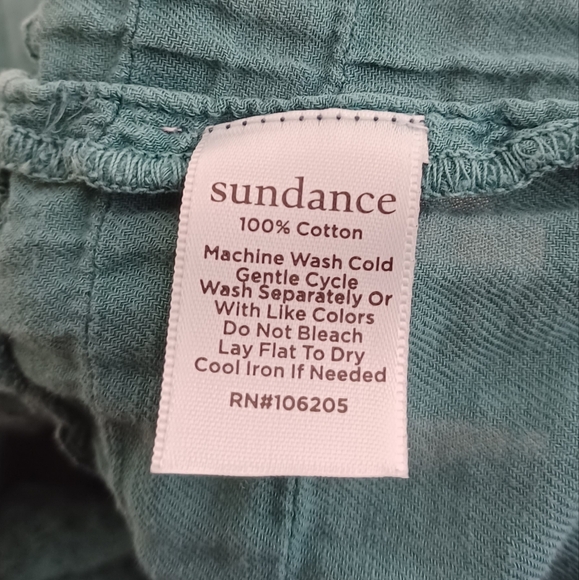 sundance
100% Cotton
Machine Wash Cold
Gentle Cycle
Wash Separately Or
With Like Colors
Do Not Bleach
Lay Flat To Dry
Cool Iron If Needed
RN#106205